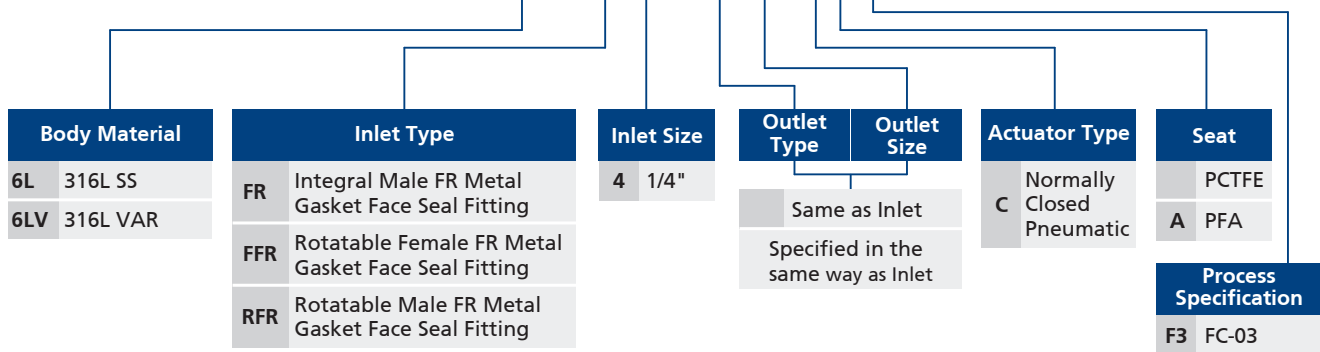 Body Material
6L 316L SS
6LV 316L VAR
Inlet Type
FR Integral Male FR Metal
Gasket Face Seal Fitting
FFR Rotatable Female FR Metal
Gasket Face Seal Fitting
RFR Rotatable Male FR Metal
Gasket Face Seal Fitting
Inlet Size
4 1/4"
Outlet
Type
Outlet
Size
Same as Inlet
Specified in the
same way as Inlet
Actuator Type
C Normally
Closed
Pneumatic
Seat
PCTFE
A PFA
Process
Specification
F3 FC-03